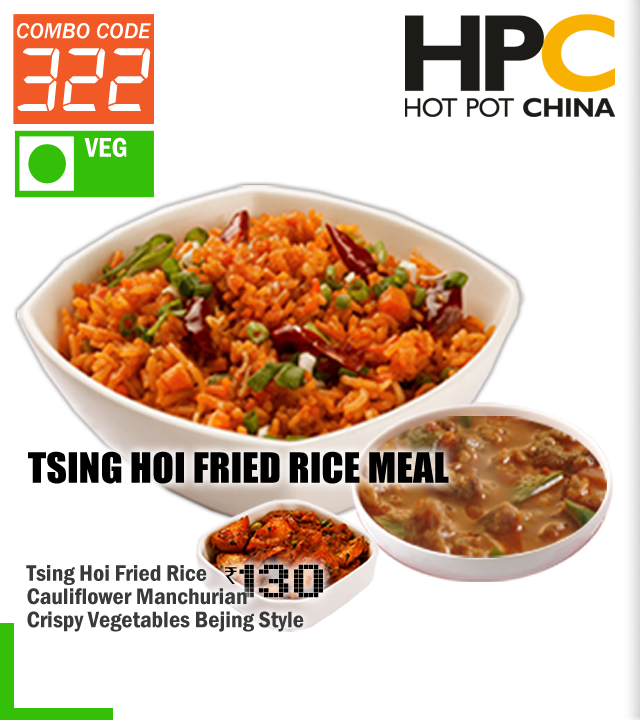 COMBO CODE
322
VEG
HPC
HOT POT CHINA
TSING HOI FRIED RICE MEAL
Tsing Hoi Fried Rice
₹130
Cauliflower Manchurian
Crispy Vegetables Bejing Style